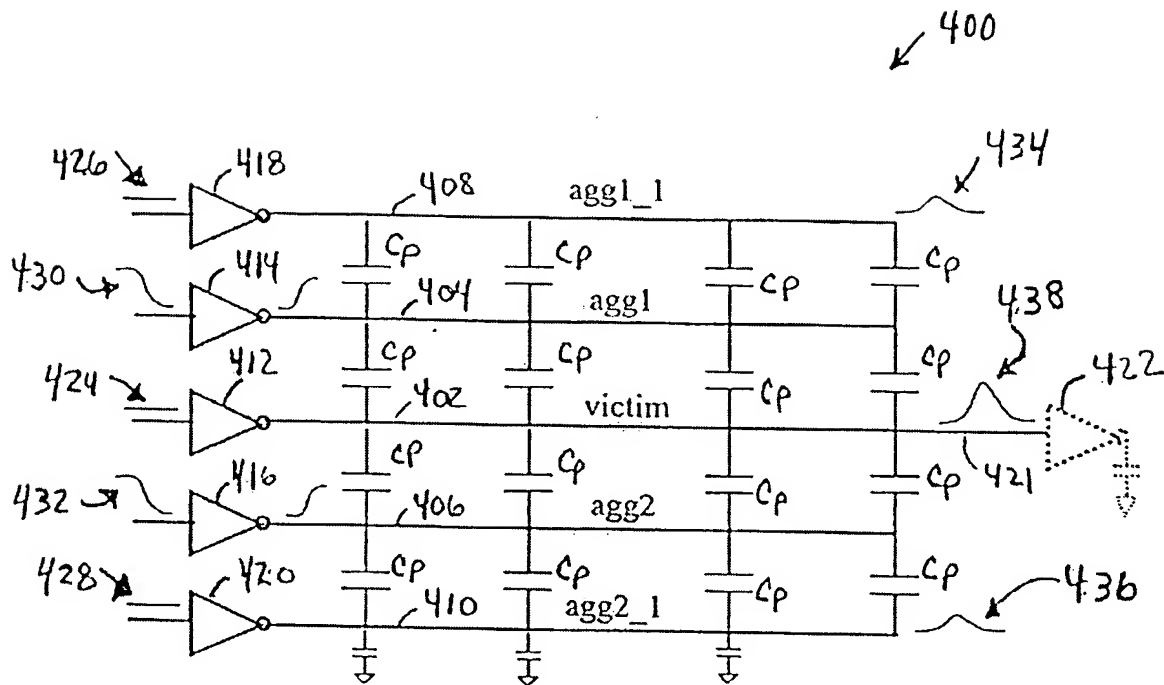 400
426 418 408 agg1_1 434
Cp Cp Cp Cp
430 414 404 agg1 438
Cp Cp Cp Cp
424 412 402 victim 422
421
Cp Cp Cp Cp
432 416 406 agg2
Cp Cp Cp Cp
428 420 410 agg2_1 436